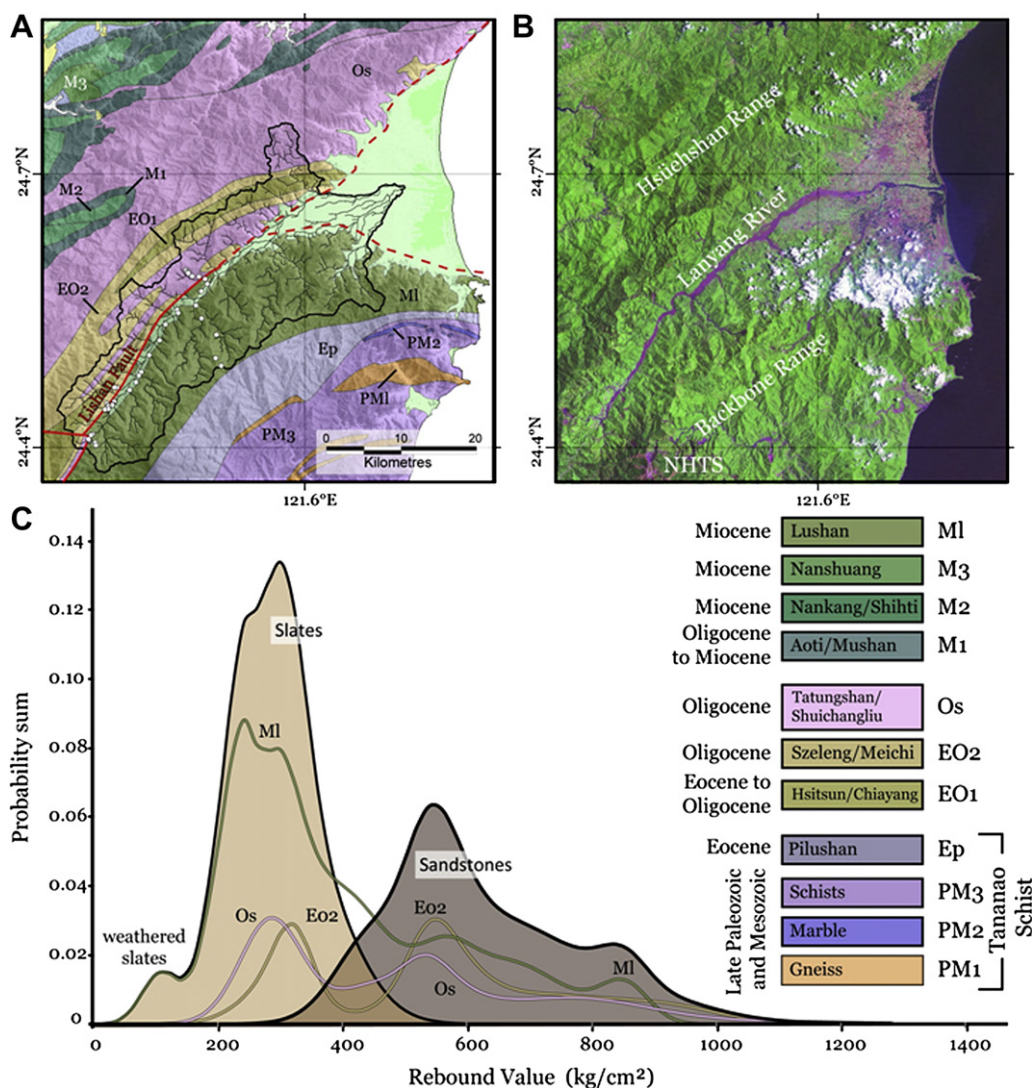 A
M3
Os
24.7°N
M2
M1
EO1
EO2
Lishan Fault
Ml
Ep
PM2
PMl
PM3
24.4°N
0 10 20
Kilometres
121.6°E
B
Hsüehshan Range
24.7°N
Lanyang River
Backbone Range
24.4°N
NHTS
121.6°E
C
Probability sum
0.14
0.12
0.10
0.08
0.06
0.04
0.02
0
Slates
Ml
Sandstones
weathered
slates
Os
Eo2
Eo2
Os
Ml
0 200 400 600 800 1000 1200 1400
Rebound Value (kg/cm²)
Miocene Lushan Ml
Miocene Nanshuang M3
Miocene Nankang/Shihti M2
Oligocene
to Miocene
Aoti/Mushan M1
Oligocene
Tatungshan/
Shuichangliu
Os
Oligocene Szeleng/Meichi EO2
Eocene to
Oligocene
Hsitsun/Chiayang EO1
Eocene Pilushan Ep
Late Paleozoic
and Mesozoic
Schists PM3
Marble PM2
Gneiss PM1
Tananao
Schist